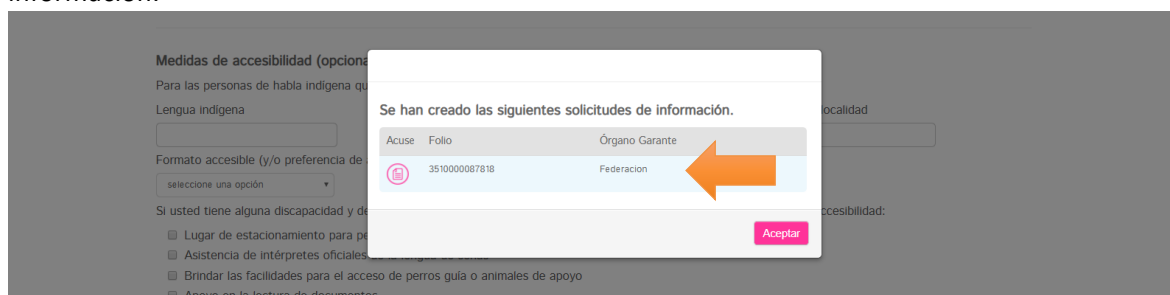 Medidas de accesibilidad (opciona
Para las personas de habla indígena qu
Lengua indígena
localidad
Formato accesible (y/o preferencia de
seleccione una opción
Si usted tiene alguna discapacidad y de
ccesibilidad:
Lugar de estacionamiento para pe
Asistencia de intérpretes oficiales
Brindar las facilidades para el acceso de perros guía o animales de apoyo
Se han creado las siguientes solicitudes de información.
Acuse Folio Órgano Garante
3510000087818 Federacion
Aceptar